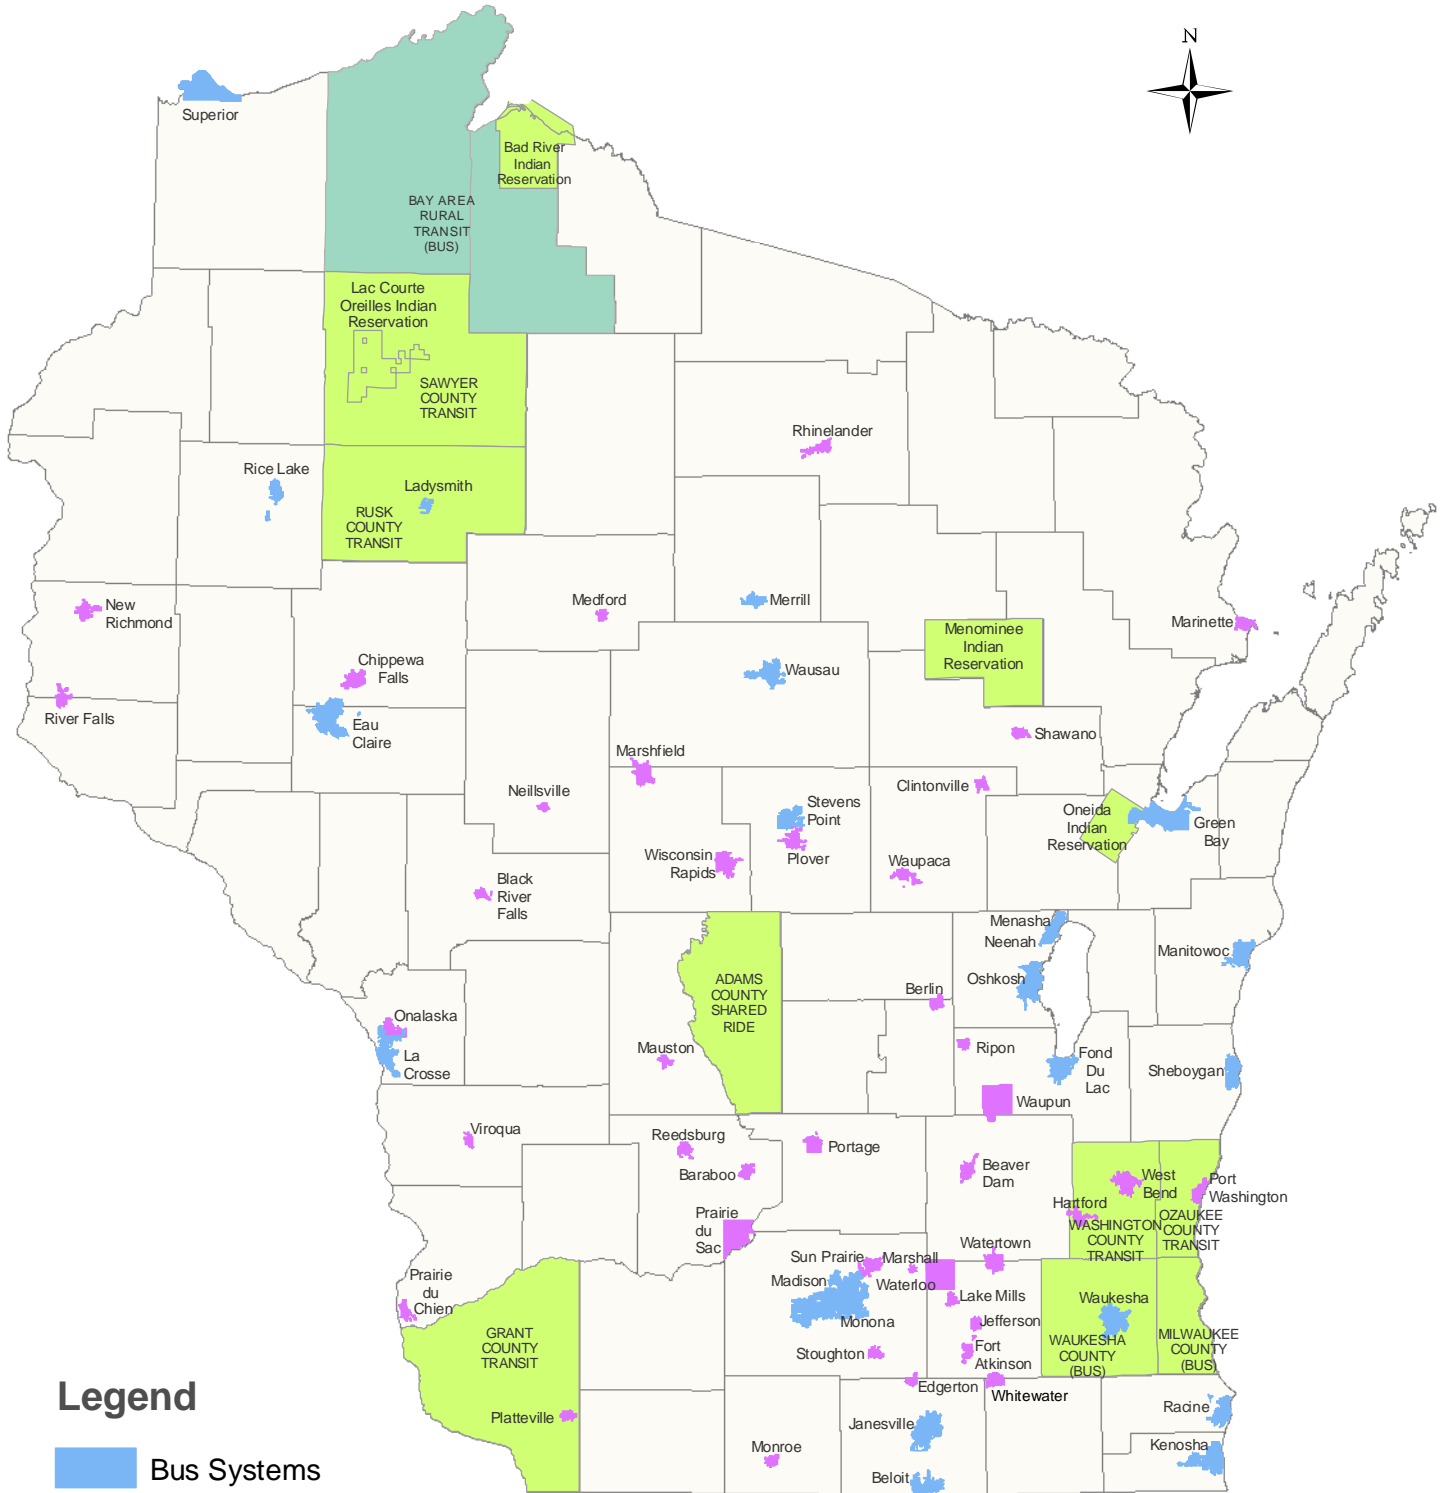 N
Superior
Bad River
Indian
Reservation
BAY AREA
RURAL
TRANSIT
(BUS)
Lac Courte
Oreilles Indian
Reservation
SAWYER
COUNTY
TRANSIT
Rhinelander
Rice Lake
Ladysmith
RUSK
COUNTY
TRANSIT
New
Richmond
Medford
Merrill
Marinette
Menominee
Indian
Reservation
Chippewa
Falls
Wausau
River Falls
Eau
Claire
Shawano
Marshfield
Clintonville
Neillsville
Stevens
Point
Plover
Oneida
Indian
Reservation
Green
Bay
Wisconsin
Rapids
Waupaca
Black
River
Falls
Menasha
Neenah
Manitowoc
Oshkosh
ADAMS
COUNTY
SHARED
RIDE
Berlin
Onalaska
La
Crosse
Mauston
Ripon
Fond
Du
Lac
Sheboygan
Waupun
Viroqua
Reedsburg
Baraboo
Portage
Beaver
Dam
West
Bend
Port
Washington
Hartford
WASHINGTON
COUNTY
TRANSIT
OZAUKEE
COUNTY
TRANSIT
Prairie
du
Sac
Sun Prairie
Marshall
Watertown
Madison
Waterloo
Monona
Lake Mills
Jefferson
Fort
Atkinson
Stoughton
Waukesha
WAUKESHA
COUNTY
(BUS)
MILWAUKEE
COUNTY
(BUS)
Prairie
du
Chien
GRANT
COUNTY
TRANSIT
Edgerton
Whitewater
Platteville
Janesville
Racine
Monroe
Kenosha
Beloit
Legend
Bus Systems